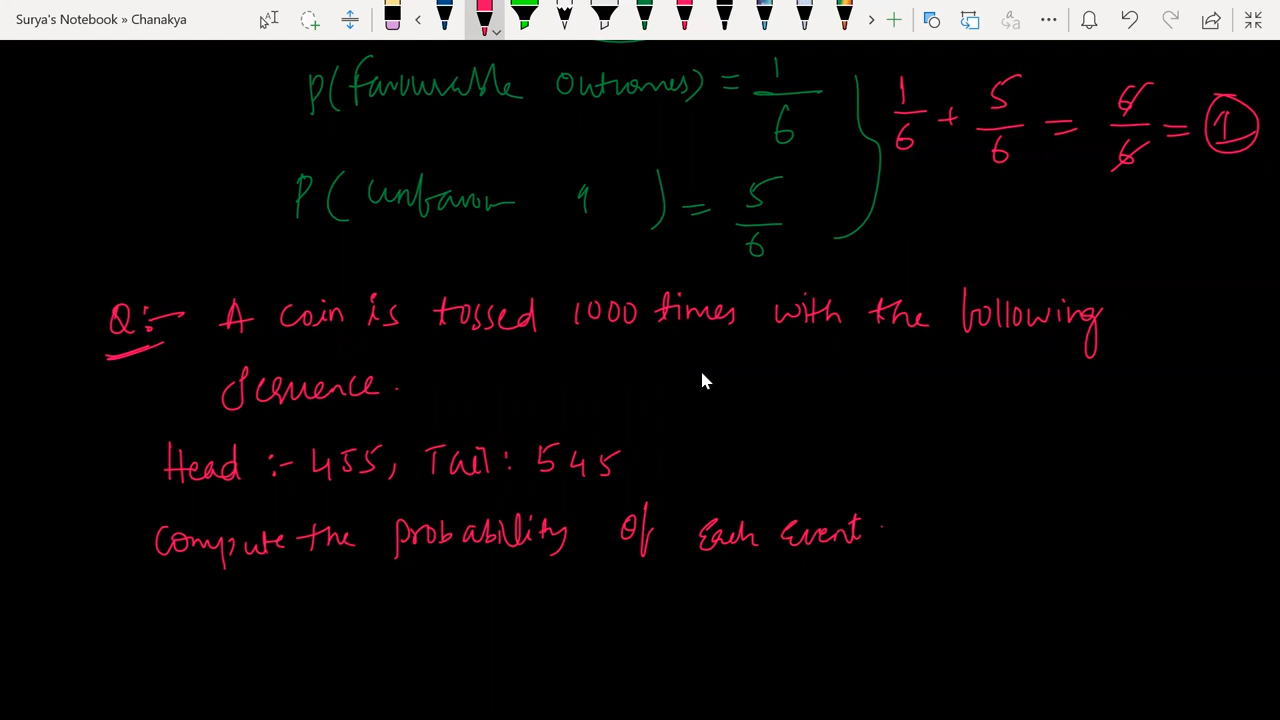 Surya's Notebook » Chanakya
P(favourable outcomes) = 1/6
1/6 + 5/6 = 6/6 = 1
P(unfavour " ) = 5/6
Q:- A coin is tossed 1000 times with the following
sequence.
Head :- 455, Tail: 545
Compute the probability of each event.